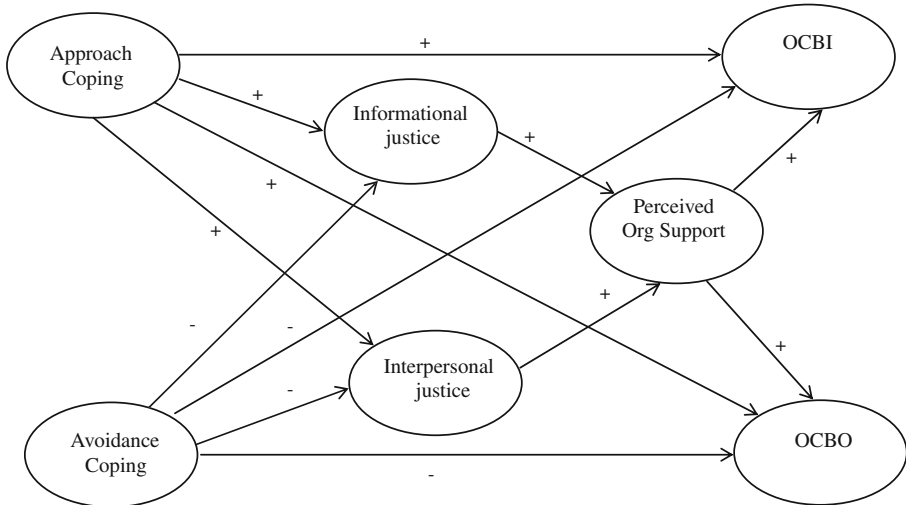 Approach
Coping
+
OCBI
+
Informational
justice
+
+
+
Perceived
Org Support
+
+
-
-
Interpersonal
justice
-
+
Avoidance
Coping
-
OCBO